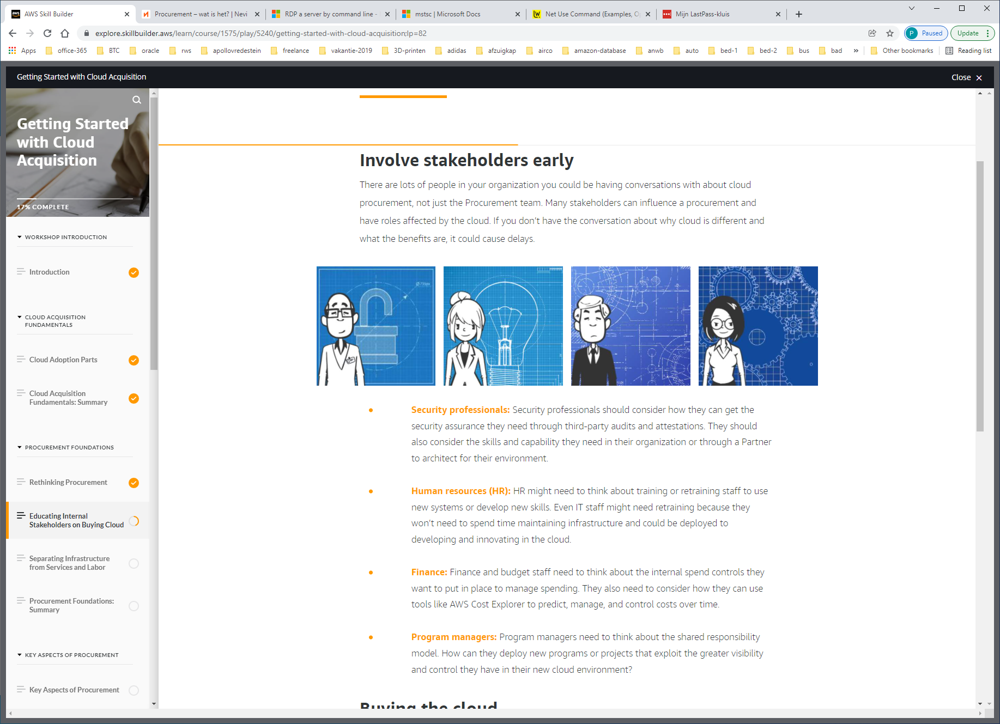 AWS Skill Builder
Procurement – wat is het? | Nevi
RDP a server by command line -
mstsc | Microsoft Docs
Net Use Command (Examples, O
Mijn LastPass-kluis
explore.skillbuilder.aws/learn/course/1575/play/5240/getting-started-with-cloud-acquisition;lp=82
P Paused
Update
Apps office-365 BTC oracle rws apollovredestein freelance vakantie-2019 3D-printen adidas afzuigkap airco amazon-database anwb auto bed-1 bed-2 bus bad » Other bookmarks Reading list
Getting Started with Cloud Acquisition
Close
Getting Started
with Cloud
Acquisition
17% COMPLETE
WORKSHOP INTRODUCTION
Introduction
CLOUD ACQUISITION
FUNDAMENTALS
Cloud Adoption Parts
Cloud Acquisition
Fundamentals: Summary
PROCUREMENT FOUNDATIONS
Rethinking Procurement
Educating Internal
Stakeholders on Buying Cloud
Separating Infrastructure
from Services and Labor
Procurement Foundations:
Summary
KEY ASPECTS OF PROCUREMENT
Key Aspects of Procurement
Involve stakeholders early
There are lots of people in your organization you could be having conversations with about cloud
procurement, not just the Procurement team. Many stakeholders can influence a procurement and
have roles affected by the cloud. If you don’t have the conversation about why cloud is different and
what the benefits are, it could cause delays.
Security professionals: Security professionals should consider how they can get the
security assurance they need through third-party audits and attestations. They should
also consider the skills and capability they need in their organization or through a Partner
to architect for their environment.
Human resources (HR): HR might need to think about training or retraining staff to use
new systems or develop new skills. Even IT staff might need retraining because they
won’t need to spend time maintaining infrastructure and could be deployed to
developing and innovating in the cloud.
Finance: Finance and budget staff need to think about the internal spend controls they
want to put in place to manage spending. They also need to consider how they can use
tools like AWS Cost Explorer to predict, manage, and control costs over time.
Program managers: Program managers need to think about the shared responsibility
model. How can they deploy new programs or projects that exploit the greater visibility
and control they have in their new cloud environment?
Buying the cloud